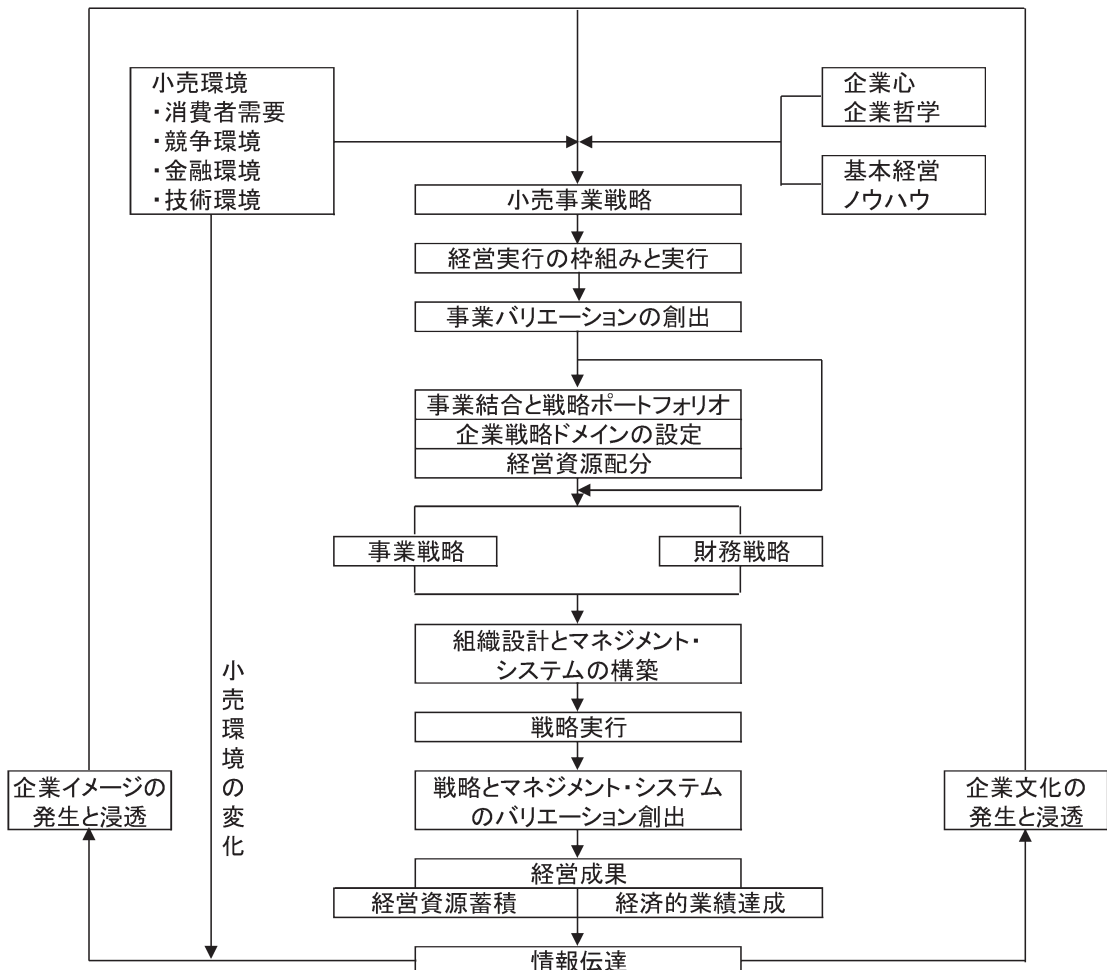 小売環境
・消費者需要
・競争環境
・金融環境
・技術環境
企業心
企業哲学
基本経営
ノウハウ
小売事業戦略
経営実行の枠組みと実行
事業バリエーションの創出
事業結合と戦略ポートフォリオ
企業戦略ドメインの設定
経営資源配分
事業戦略
財務戦略
組織設計とマネジメント・
システムの構築
小売環境の変化
戦略実行
企業イメージの
発生と浸透
戦略とマネジメント・システム
のバリエーション創出
企業文化の
発生と浸透
経営成果
経営資源蓄積
経済的業績達成
情報伝達